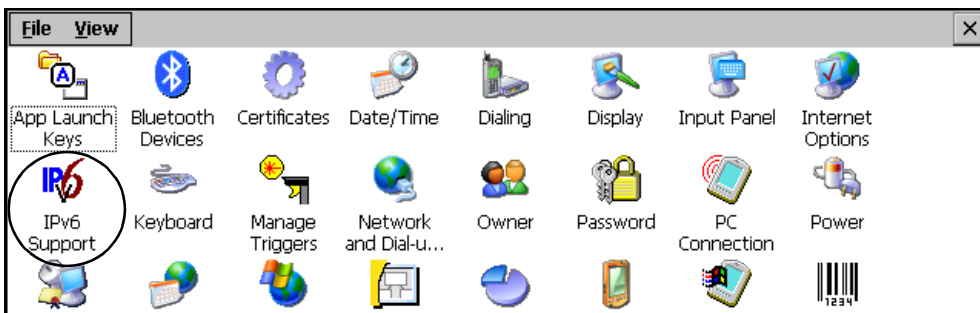 File View
App Launch Keys
Bluetooth Devices
Certificates
Date/Time
Dialing
Display
Input Panel
Internet Options
IPv6
IPv6 Support
Keyboard
Manage Triggers
Network and Dial-u...
Owner
Password
PC Connection
Power
1234